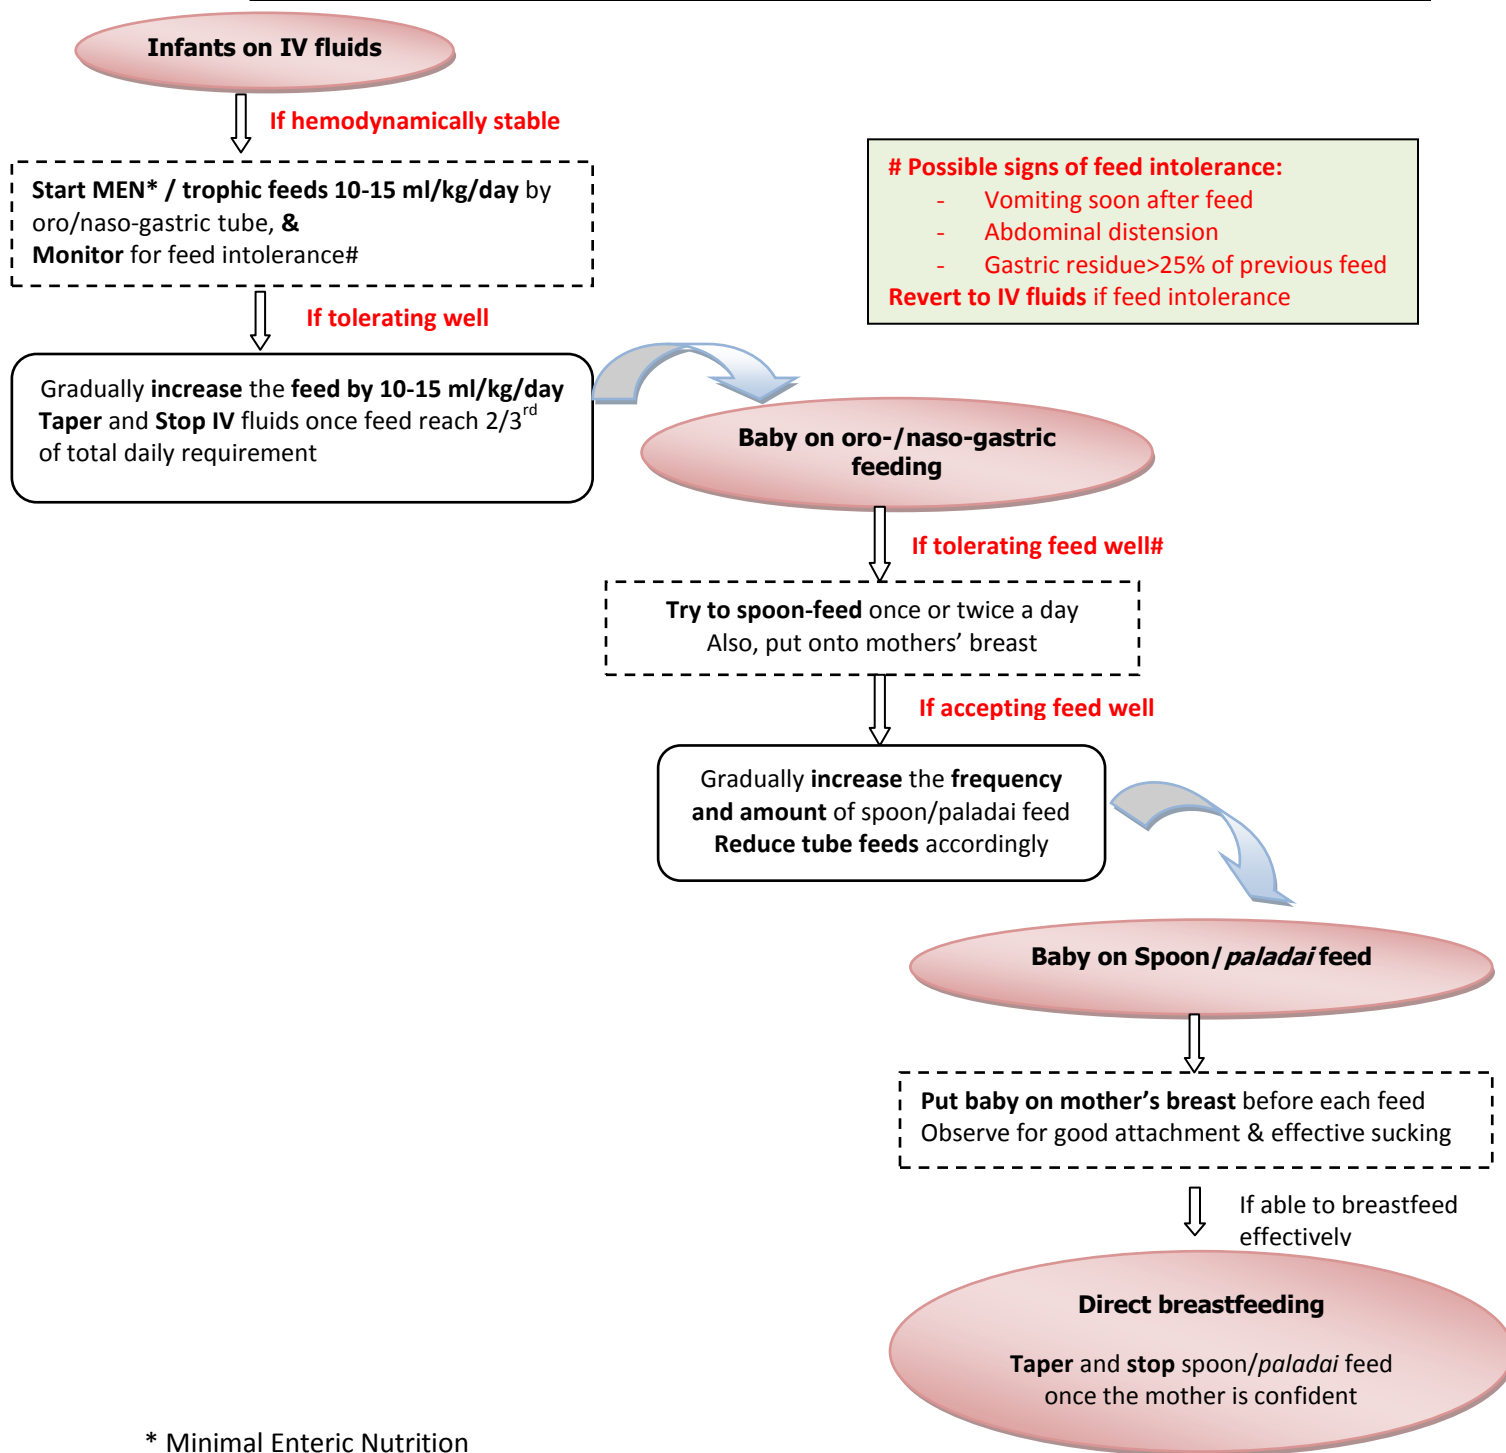 Infants on IV fluids
If hemodynamically stable
Start MEN* / trophic feeds 10-15 ml/kg/day by
oro/naso-gastric tube, &
Monitor for feed intolerance#
# Possible signs of feed intolerance:
- Vomiting soon after feed
- Abdominal distension
- Gastric residue>25% of previous feed
Revert to IV fluids if feed intolerance
If tolerating well
Gradually increase the feed by 10-15 ml/kg/day
Taper and Stop IV fluids once feed reach 2/3rd
of total daily requirement
Baby on oro-/naso-gastric
feeding
If tolerating feed well#
Try to spoon-feed once or twice a day
Also, put onto mothers’ breast
If accepting feed well
Gradually increase the frequency
and amount of spoon/paladai feed
Reduce tube feeds accordingly
Baby on Spoon/paladai feed
Put baby on mother’s breast before each feed
Observe for good attachment & effective sucking
If able to breastfeed
effectively
Direct breastfeeding
Taper and stop spoon/paladai feed
once the mother is confident
* Minimal Enteric Nutrition